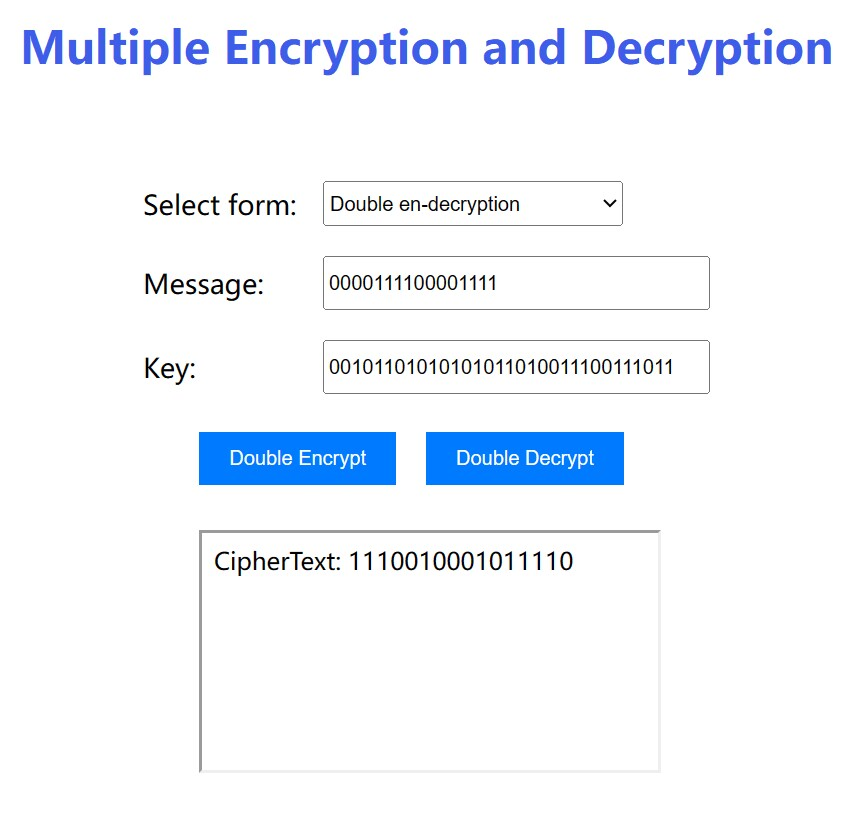 Multiple Encryption and Decryption
Select form: Double en-decryption
Message: 0000111100001111
Key: 00101101010101011010011100111011
Double Encrypt Double Decrypt
CipherText: 1110010001011110